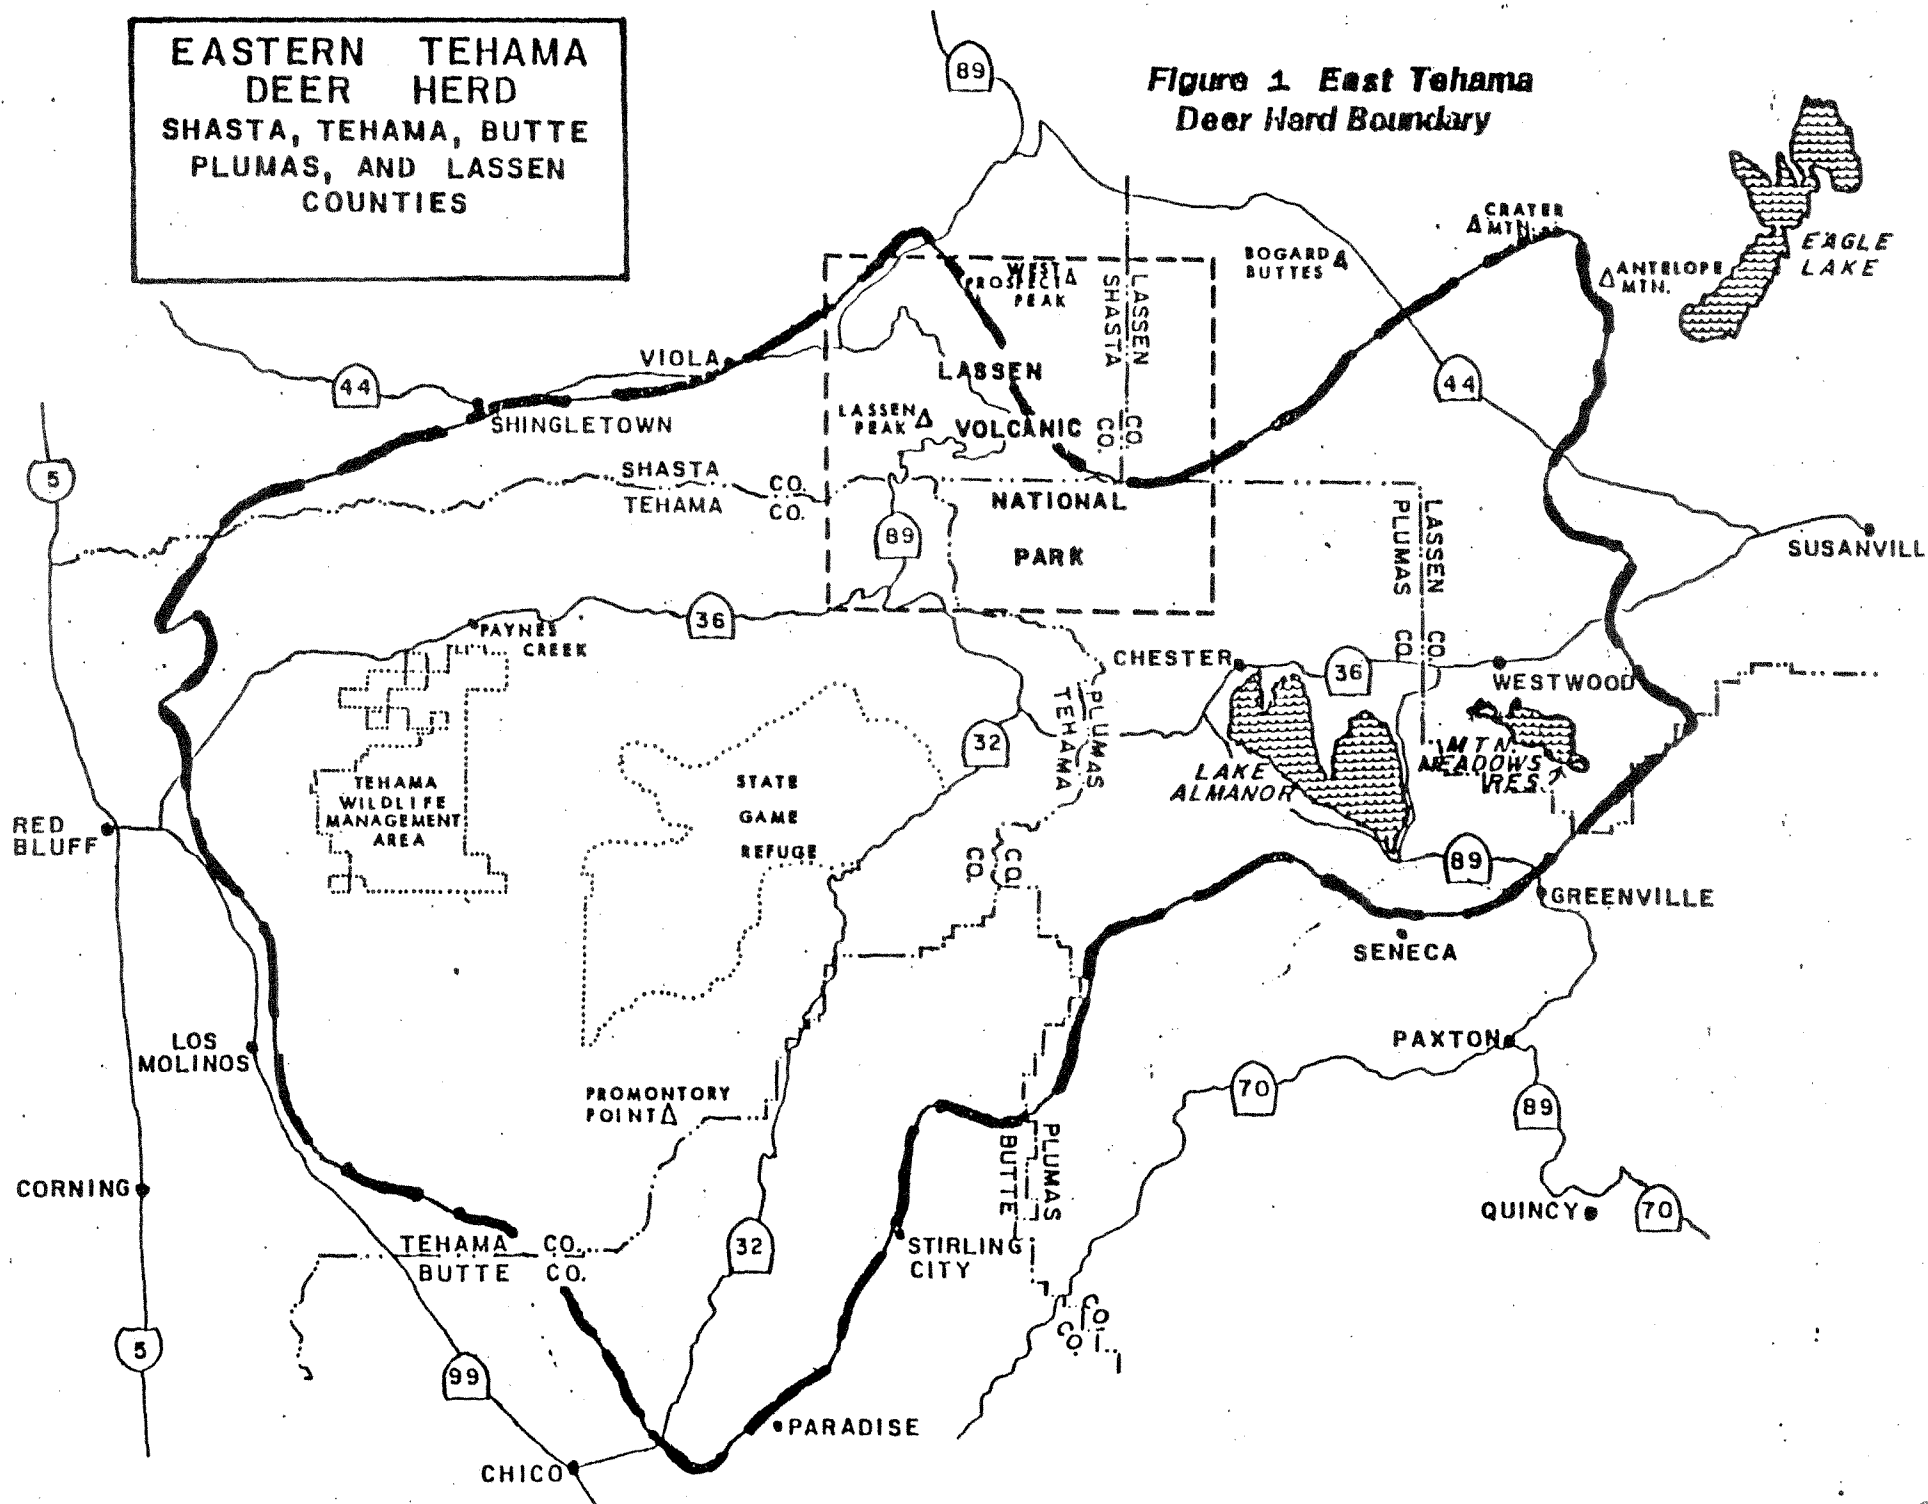 EASTERN TEHAMA
DEER HERD
SHASTA, TEHAMA, BUTTE
PLUMAS, AND LASSEN
COUNTIES
89
Figure 1 East Tehama
Deer Herd Boundary
CRATER
MTN.
BOGARD
BUTTES
EAGLE
LAKE
ANTELOPE
MTN.
WEST
PROSPECT
PEAK
LASSEN
SHASTA
CO.
CO.
VIOLA
44
SHINGLETOWN
LASSEN
LASSEN
PEAK
VOLCANIC
44
5
SHASTA CO.
TEHAMA CO.
NATIONAL
89
PARK
LASSEN
PLUMAS
CO.
CO.
SUSANVILL
36
PAYNES
CREEK
CHESTER
36
WESTWOOD
PLUMAS
TEHAMA
CO.
CO.
32
MTN.
MEADOWS
RES.
LAKE
ALMANOR
TEHAMA
WILDLIFE
MANAGEMENT
AREA
STATE
GAME
REFUGE
RED
BLUFF
89
GREENVILLE
SENECA
LOS
MOLINOS
PAXTON
PROMONTORY
POINT
70
89
PLUMAS
BUTTE
CO.
CO.
CORNING
QUINCY
70
TEHAMA CO.
BUTTE CO.
32
STIRLING
CITY
5
99
PARADISE
CHICO